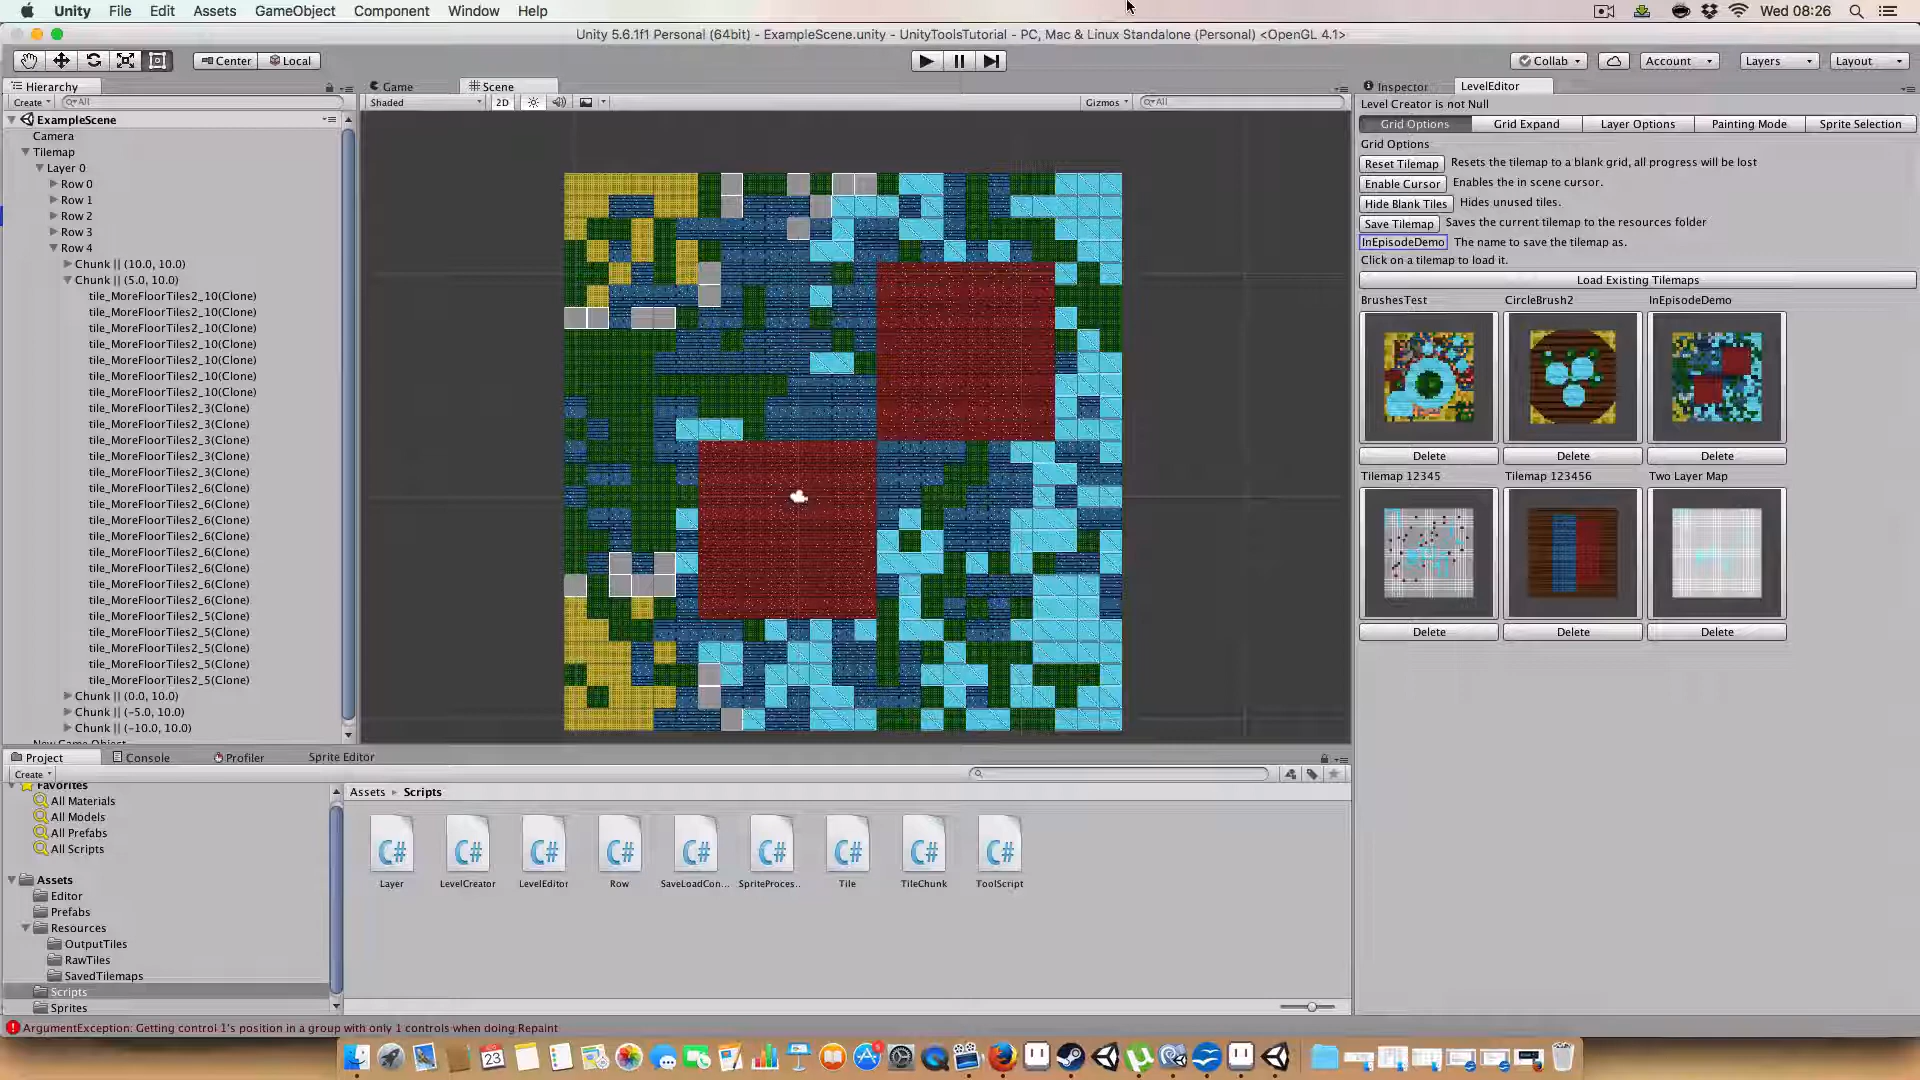 Unity File Edit Assets GameObject Component Window Help
Wed 08:26
Unity 5.6.1f1 Personal (64bit) - ExampleScene.unity - UnityToolsTutorial - PC, Mac & Linux Standalone (Personal) <OpenGL 4.1>
Center Local
Collab Account Layers Layout
Hierarchy
Create All
ExampleScene
Camera
Tilemap
Layer 0
Row 0
Row 1
Row 2
Row 3
Row 4
Chunk || (10.0, 10.0)
Chunk || (5.0, 10.0)
tile_MoreFloorTiles2_10(Clone)
tile_MoreFloorTiles2_10(Clone)
tile_MoreFloorTiles2_10(Clone)
tile_MoreFloorTiles2_10(Clone)
tile_MoreFloorTiles2_10(Clone)
tile_MoreFloorTiles2_10(Clone)
tile_MoreFloorTiles2_10(Clone)
tile_MoreFloorTiles2_3(Clone)
tile_MoreFloorTiles2_3(Clone)
tile_MoreFloorTiles2_3(Clone)
tile_MoreFloorTiles2_3(Clone)
tile_MoreFloorTiles2_3(Clone)
tile_MoreFloorTiles2_6(Clone)
tile_MoreFloorTiles2_6(Clone)
tile_MoreFloorTiles2_6(Clone)
tile_MoreFloorTiles2_6(Clone)
tile_MoreFloorTiles2_6(Clone)
tile_MoreFloorTiles2_6(Clone)
tile_MoreFloorTiles2_6(Clone)
tile_MoreFloorTiles2_6(Clone)
tile_MoreFloorTiles2_5(Clone)
tile_MoreFloorTiles2_5(Clone)
tile_MoreFloorTiles2_5(Clone)
tile_MoreFloorTiles2_5(Clone)
tile_MoreFloorTiles2_5(Clone)
Chunk || (0.0, 10.0)
Chunk || (-5.0, 10.0)
Chunk || (-10.0, 10.0)
New Game Object
Game Scene
Shaded 2D Gizmos All
Inspector LevelEditor
Level Creator is not Null
Grid Options Grid Expand Layer Options Painting Mode Sprite Selection
Grid Options
Reset Tilemap Resets the tilemap to a blank grid, all progress will be lost
Enable Cursor Enables the in scene cursor.
Hide Blank Tiles Hides unused tiles.
Save Tilemap Saves the current tilemap to the resources folder
InEpisodeDemo The name to save the tilemap as.
Click on a tilemap to load it.
Load Existing Tilemaps
BrushesTest CircleBrush2 InEpisodeDemo
Delete Delete Delete
Tilemap 12345 Tilemap 123456 Two Layer Map
Delete Delete Delete
Project Console Profiler Sprite Editor
Create
Favorites
All Materials
All Models
All Prefabs
All Scripts
Assets
Editor
Prefabs
Resources
OutputTiles
RawTiles
SavedTilemaps
Scripts
Sprites
Assets Scripts
C# C# C# C# C# C# C# C# C#
Layer LevelCreator LevelEditor Row SaveLoadCon... SpriteProces.. Tile TileChunk ToolScript
ArgumentException: Getting control 1's position in a group with only 1 controls when doing Repaint
23